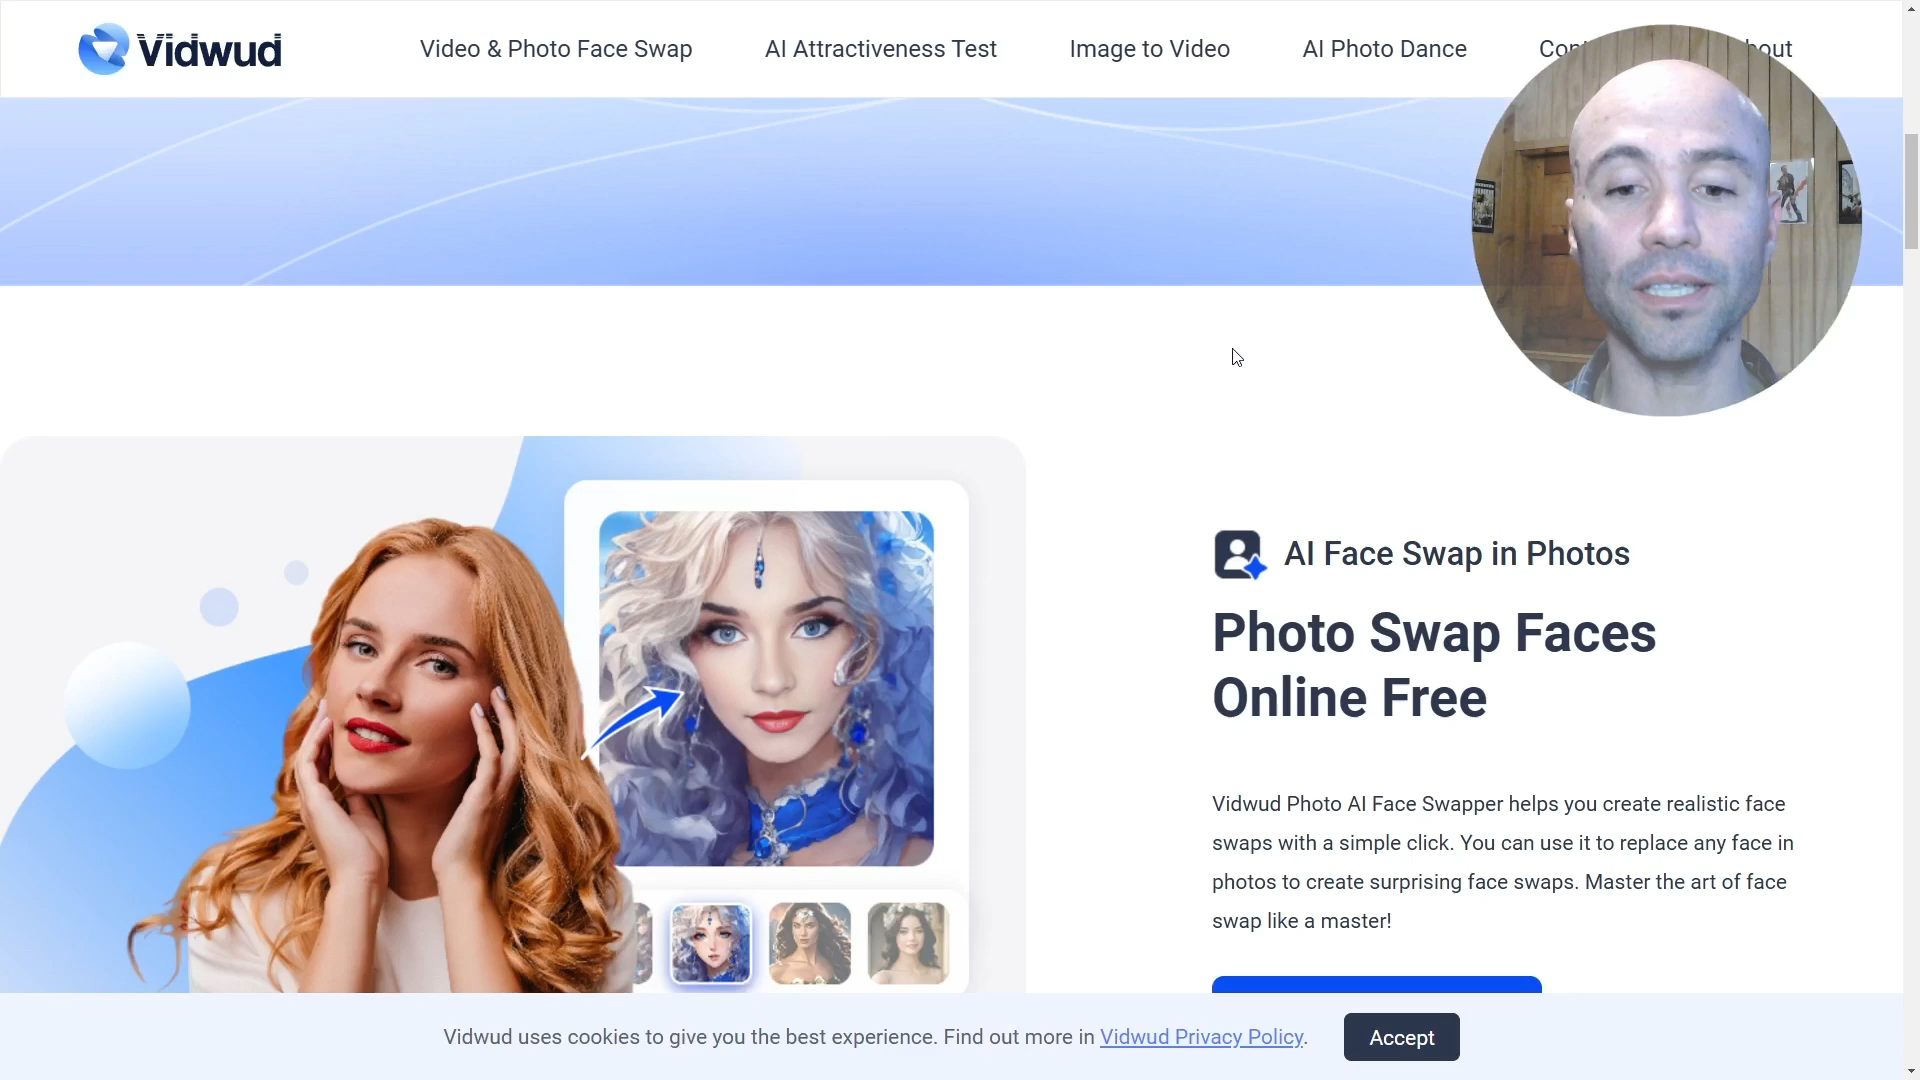 Vidwud
Video & Photo Face Swap
AI Attractiveness Test
Image to Video
AI Photo Dance
AI Face Swap in Photos
Photo Swap Faces
Online Free
Vidwud Photo AI Face Swapper helps you create realistic face
swaps with a simple click. You can use it to replace any face in
photos to create surprising face swaps. Master the art of face
swap like a master!
Vidwud uses cookies to give you the best experience. Find out more in Vidwud Privacy Policy.
Accept